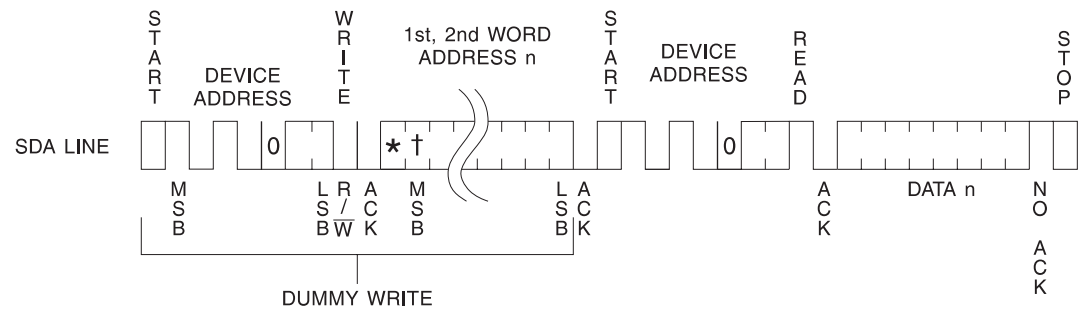 START
WRITE
1st, 2nd WORD
ADDRESS n
START
READ
STOP
DEVICE
ADDRESS
DEVICE
ADDRESS
SDA LINE
0
* †
0
MSB
LSB
R/W
ACK
MSB
LSB
ACK
ACK
DATA n
NO ACK
DUMMY WRITE